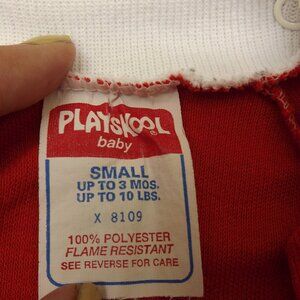 PLAYSKOOL
baby
SMALL
UP TO 3 MOS.
UP TO 10 LBS.
X 8109
100% POLYESTER
FLAME RESISTANT
SEE REVERSE FOR CARE